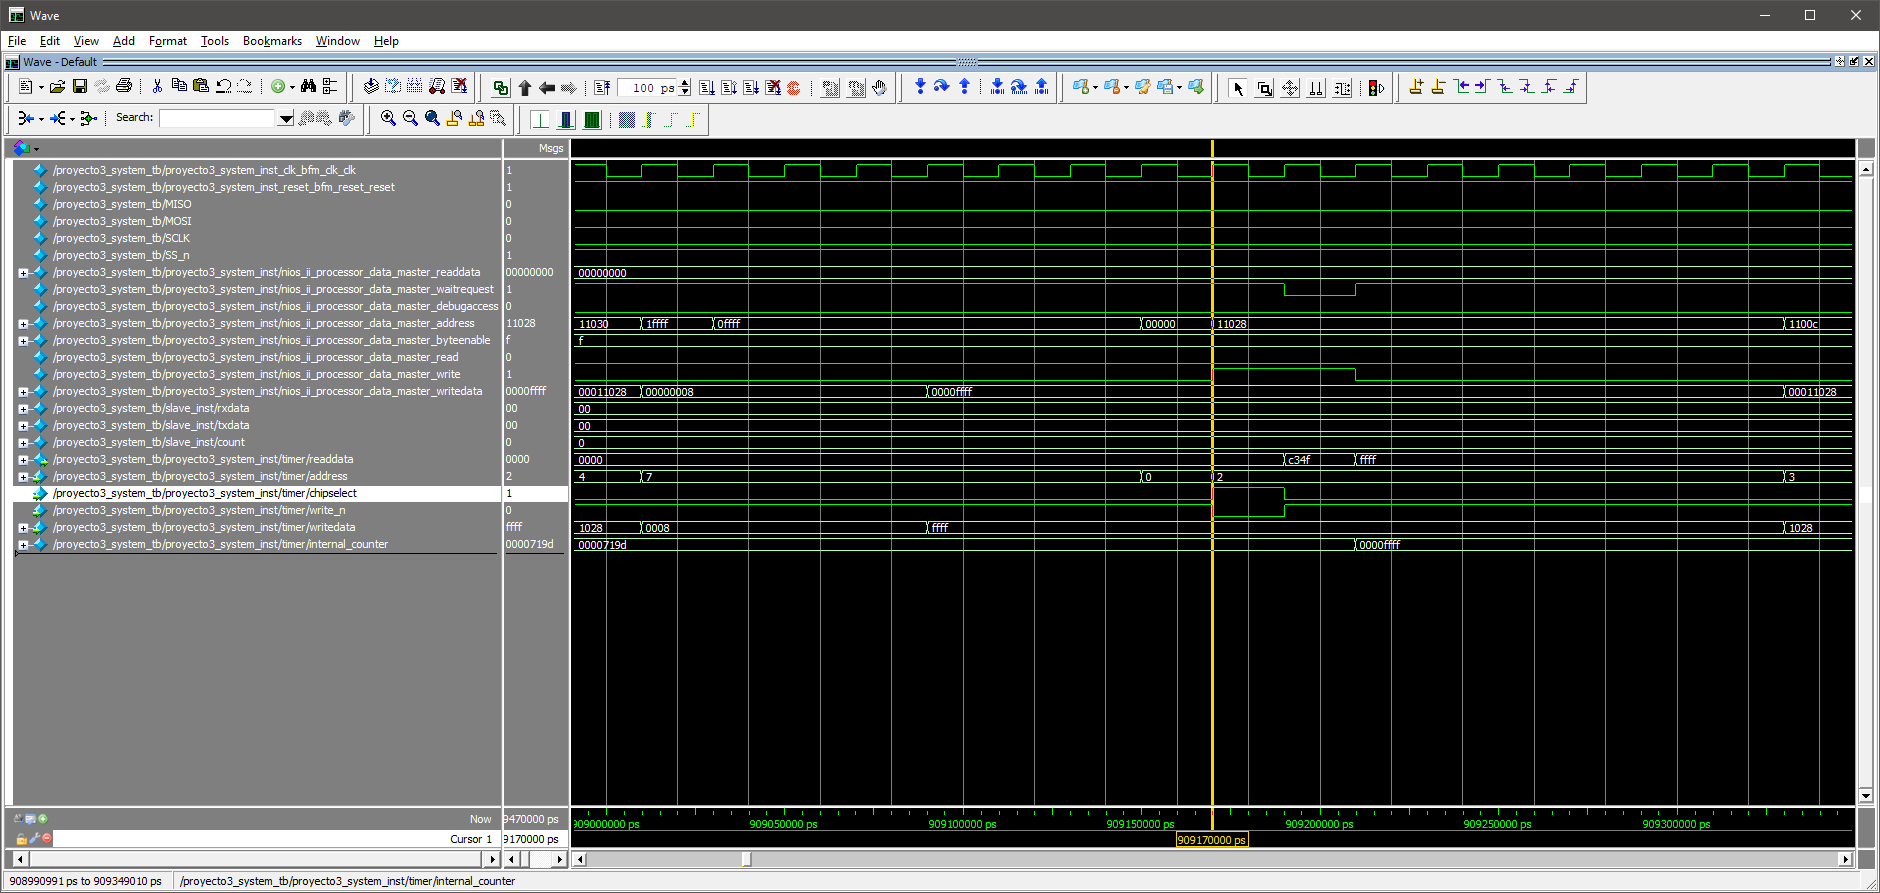 Wave
File Edit View Add Format Tools Bookmarks Window Help
Wave - Default
100 ps
Search:
Msgs
/proyecto3_system_tb/proyecto3_system_inst_clk_bfm_clk_clk 1
/proyecto3_system_tb/proyecto3_system_inst_reset_bfm_reset_reset 1
/proyecto3_system_tb/MISO 0
/proyecto3_system_tb/MOSI 0
/proyecto3_system_tb/SCLK 0
/proyecto3_system_tb/SS_n 1
/proyecto3_system_tb/proyecto3_system_inst/nios_ii_processor_data_master_readdata 00000000 00000000
/proyecto3_system_tb/proyecto3_system_inst/nios_ii_processor_data_master_waitrequest 1
/proyecto3_system_tb/proyecto3_system_inst/nios_ii_processor_data_master_debugaccess 0
/proyecto3_system_tb/proyecto3_system_inst/nios_ii_processor_data_master_address 11028 11030 1ffff 0ffff 00000 11028 1100c
/proyecto3_system_tb/proyecto3_system_inst/nios_ii_processor_data_master_byteenable f f
/proyecto3_system_tb/proyecto3_system_inst/nios_ii_processor_data_master_read 0
/proyecto3_system_tb/proyecto3_system_inst/nios_ii_processor_data_master_write 1
/proyecto3_system_tb/proyecto3_system_inst/nios_ii_processor_data_master_writedata 0000ffff 00011028 00000008 0000ffff 00011028
/proyecto3_system_tb/slave_inst/rxdata 00 00
/proyecto3_system_tb/slave_inst/txdata 00 00
/proyecto3_system_tb/slave_inst/count 0 0
/proyecto3_system_tb/proyecto3_system_inst/timer/readdata 0000 0000 c34f ffff
/proyecto3_system_tb/proyecto3_system_inst/timer/address 2 4 7 0 2 3
/proyecto3_system_tb/proyecto3_system_inst/timer/chipselect 1
/proyecto3_system_tb/proyecto3_system_inst/timer/write_n 0
/proyecto3_system_tb/proyecto3_system_inst/timer/writedata ffff 1028 0008 ffff 1028
/proyecto3_system_tb/proyecto3_system_inst/timer/internal_counter 0000719d 0000719d 0000ffff
Now 9470000 ps 909000000 ps 909050000 ps 909100000 ps 909150000 ps 909200000 ps 909250000 ps 909300000 ps
Cursor 1 9170000 ps 909170000 ps
908990991 ps to 909349010 ps /proyecto3_system_tb/proyecto3_system_inst/timer/internal_counter